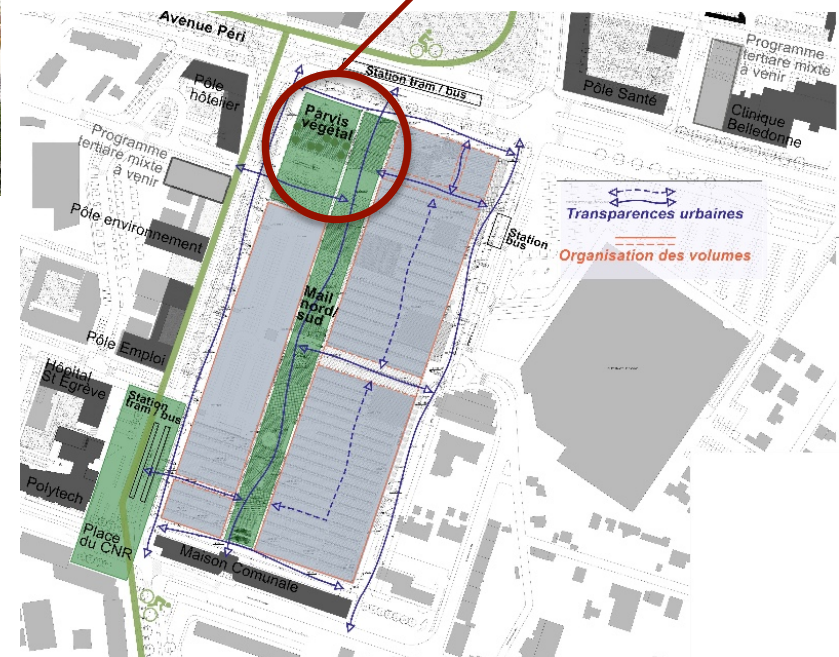 Avenue Péri
Station tram / bus
Pôle
hôtelier
Parvis
végétal
Pôle Santé
Programme
tertiaire mixte
à venir
Clinique
Belledonne
Programme
tertiaire mixte
à venir
Pôle environnement
Station
bus
Transparences urbaines
Organisation des volumes
Mail
nord/
sud
Pôle Emploi
Hôpital
St Egrève
Station
tram / bus
Polytech
Place
du CNR
Maison Comunale